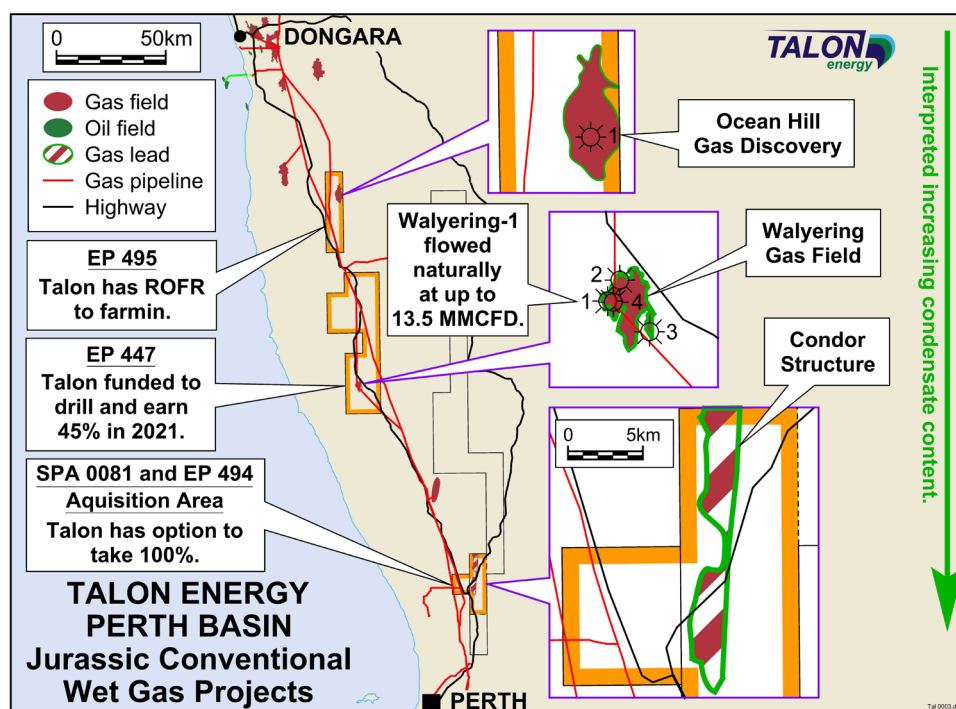 0 50km
DONGARA
TALON
energy
Gas field
Oil field
Gas lead
Gas pipeline
Highway
1
Ocean Hill
Gas Discovery
Interpreted increasing condensate content.
EP 495
Talon has ROFR
to farmin.
Walyering-1
flowed
naturally
at up to
13.5 MMCFD.
2
1
4
3
Walyering
Gas Field
EP 447
Talon funded to
drill and earn
45% in 2021.
Condor
Structure
0 5km
SPA 0081 and EP 494
Aquisition Area
Talon has option to
take 100%.
TALON ENERGY
PERTH BASIN
Jurassic Conventional
Wet Gas Projects
PERTH